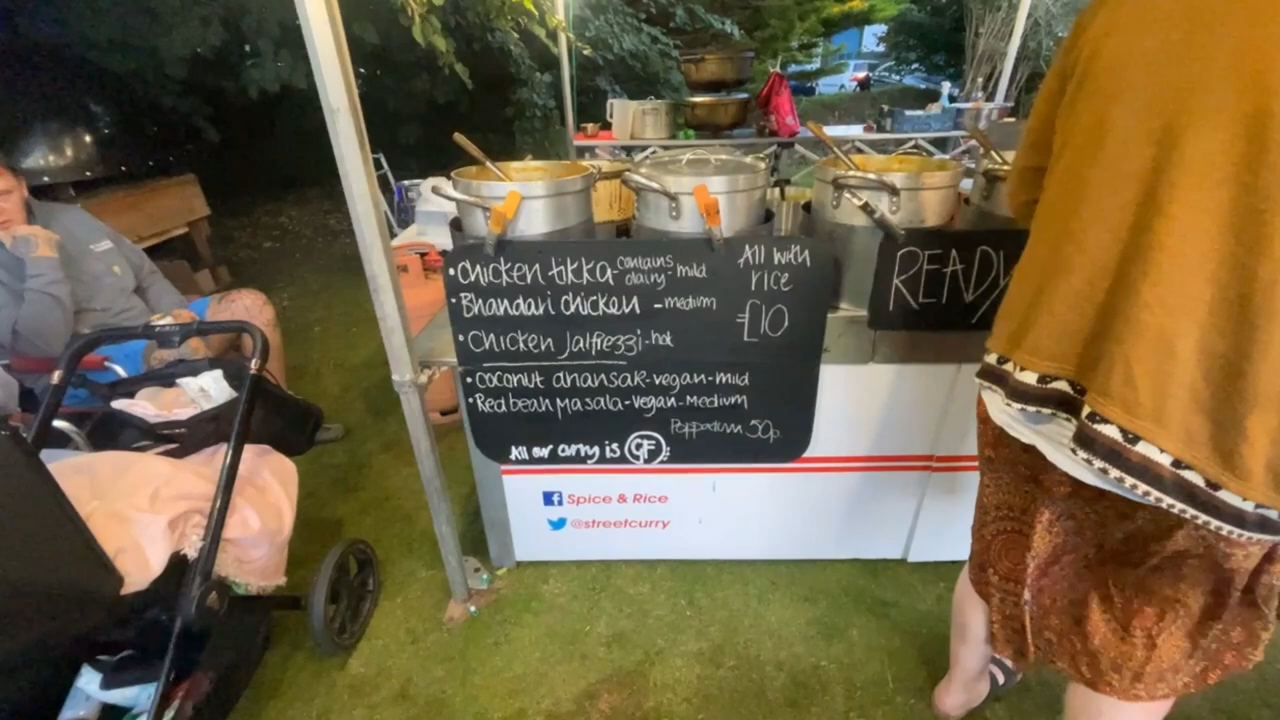 •Chicken tikka-contains dairy-mild
•Bhandari chicken -medium
•Chicken Jalfrezzi-hot
•coconut dhansak-vegan-mild
•Red bean Masala-vegan-Medium
Poppadum 50p.
All our curry is GF
All with
rice
£10
READY
Spice & Rice
@streetcurry